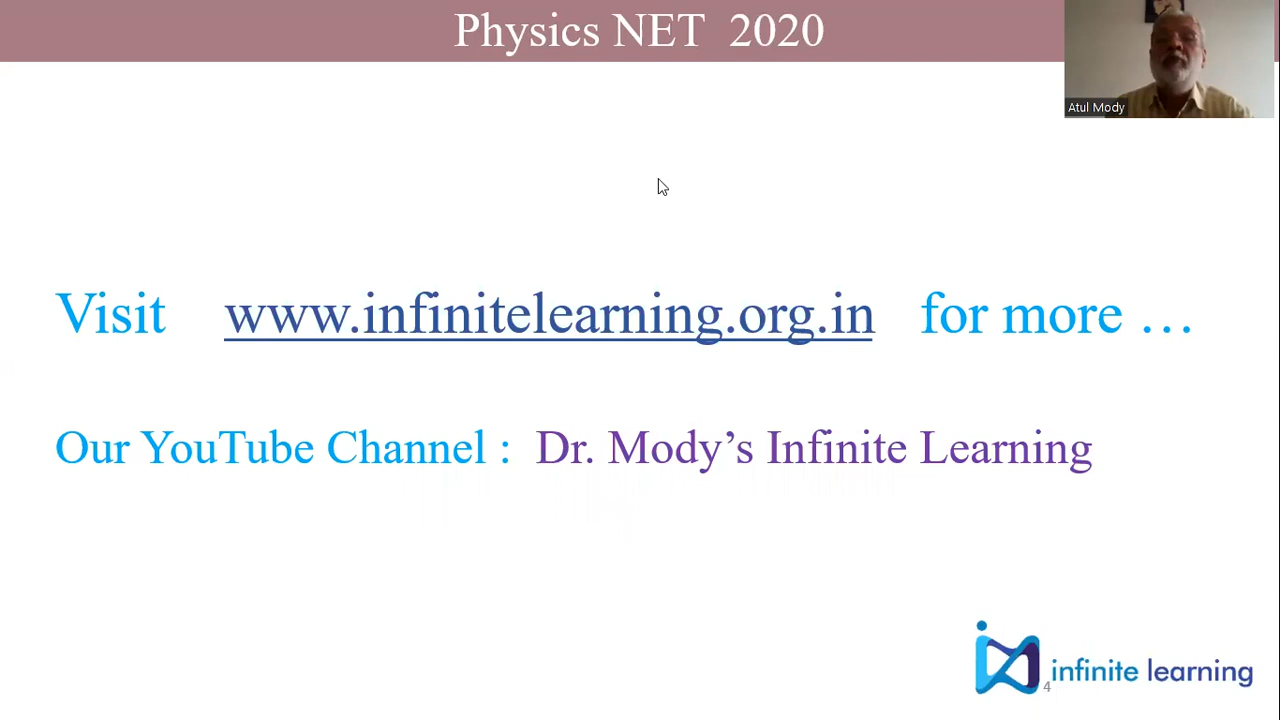 Physics NET 2020
Atul Mody
Visit www.infinitelearning.org.in for more …
Our YouTube Channel : Dr. Mody’s Infinite Learning
infinite learning
4